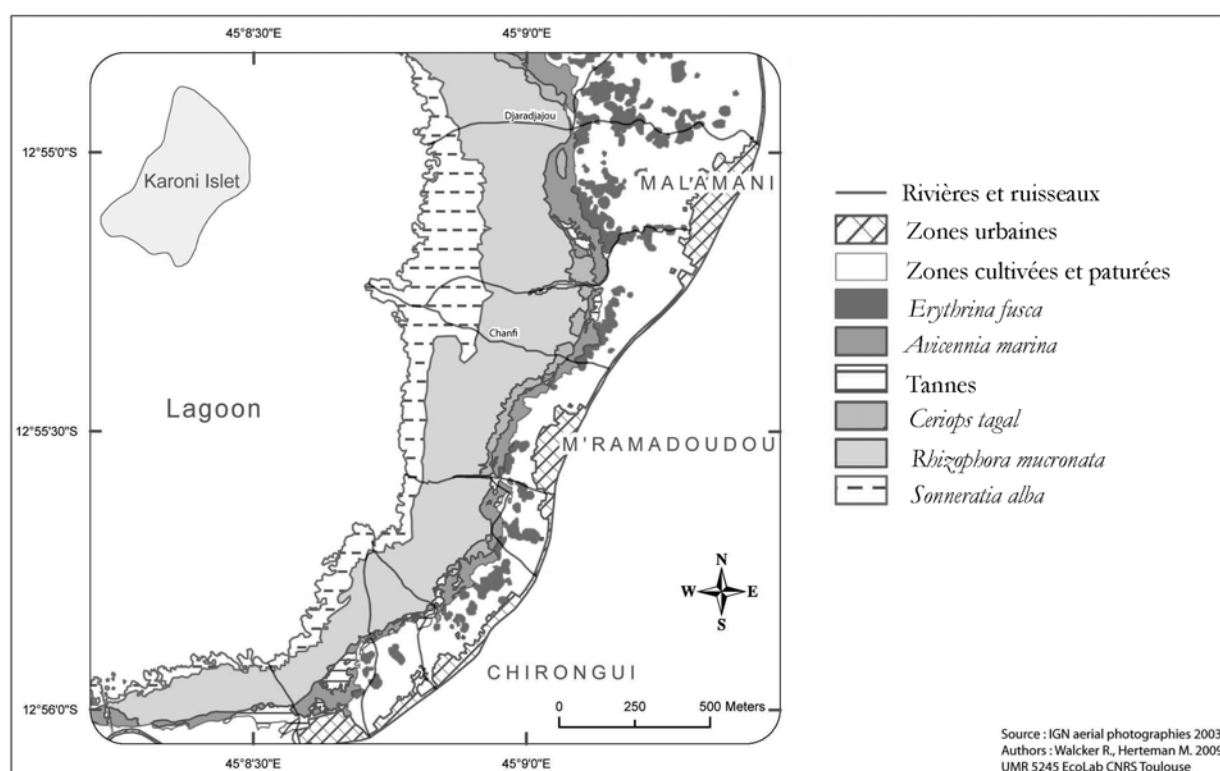 45°8'30"E
45°9'0"E
Djaradjajou
12°55'0"S
Karoni Islet
MALAMANI
Chanfi
Lagoon
12°55'30"S
M'RAMADOUDOU
N
W E
S
CHIRONGUI
0 250 500 Meters
12°56'0"S
45°8'30"E
45°9'0"E
Rivières et ruisseaux
Zones urbaines
Zones cultivées et paturées
Erythrina fusca
Avicennia marina
Tannes
Ceriops tagal
Rhizophora mucronata
Sonneratia alba
Source : IGN aerial photographies 2003
Authors : Walcker R., Herteman M. 2009
UMR 5245 EcoLab CNRS Toulouse